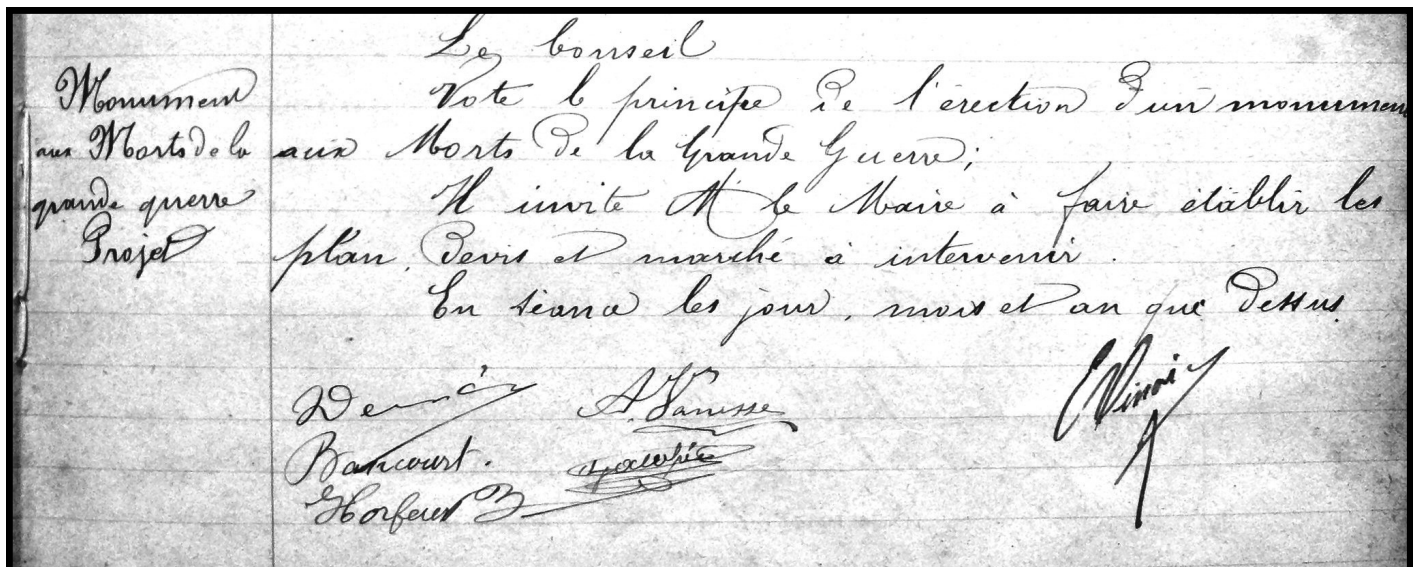 Le Conseil
Monument
aux Morts de la
grande guerre
Projet
Vote le principe de l'érection d'un monumen
aux Morts de la Grande Guerre;
Il invite M le Maire à faire établir les
plan, devis et marché à intervenir.
En séance les jour, mois et an que dessus.
A. Vanisse
Bancourt.